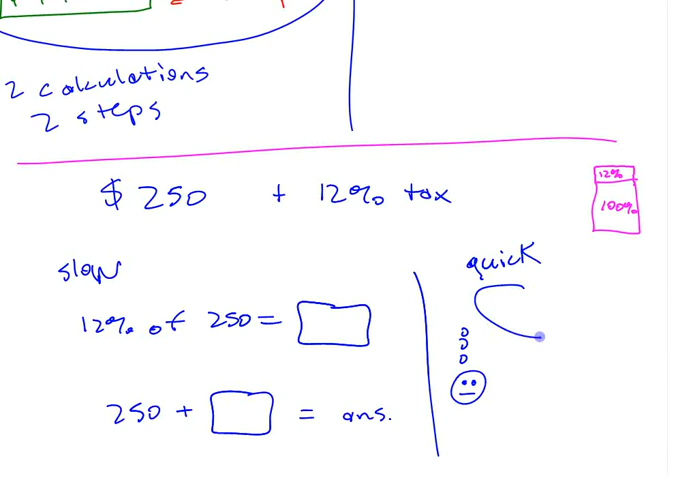 2 calculations
2 steps
$ 250 + 12% tax
12%
100%
slow
12% of 250 =
250 + = ans.
quick